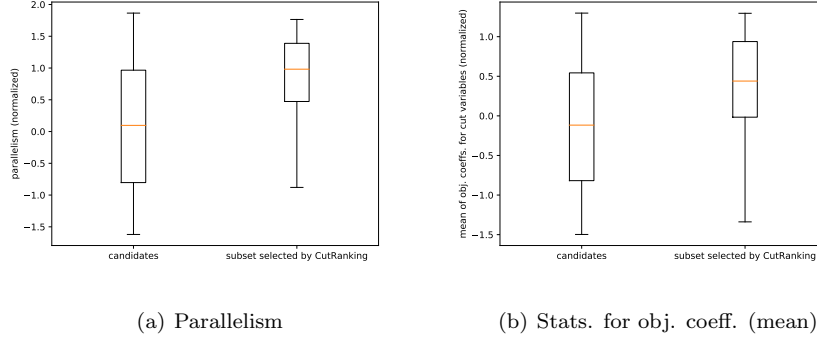 parallelism (normalized)
2.0
1.5
1.0
0.5
0.0
−0.5
−1.0
−1.5
candidates
subset selected by CutRanking
(a) Parallelism
mean of obj. coeffs. for cut variables (normalized)
1.0
0.5
0.0
−0.5
−1.0
−1.5
candidates
subset selected by CutRanking
(b) Stats. for obj. coeff. (mean)